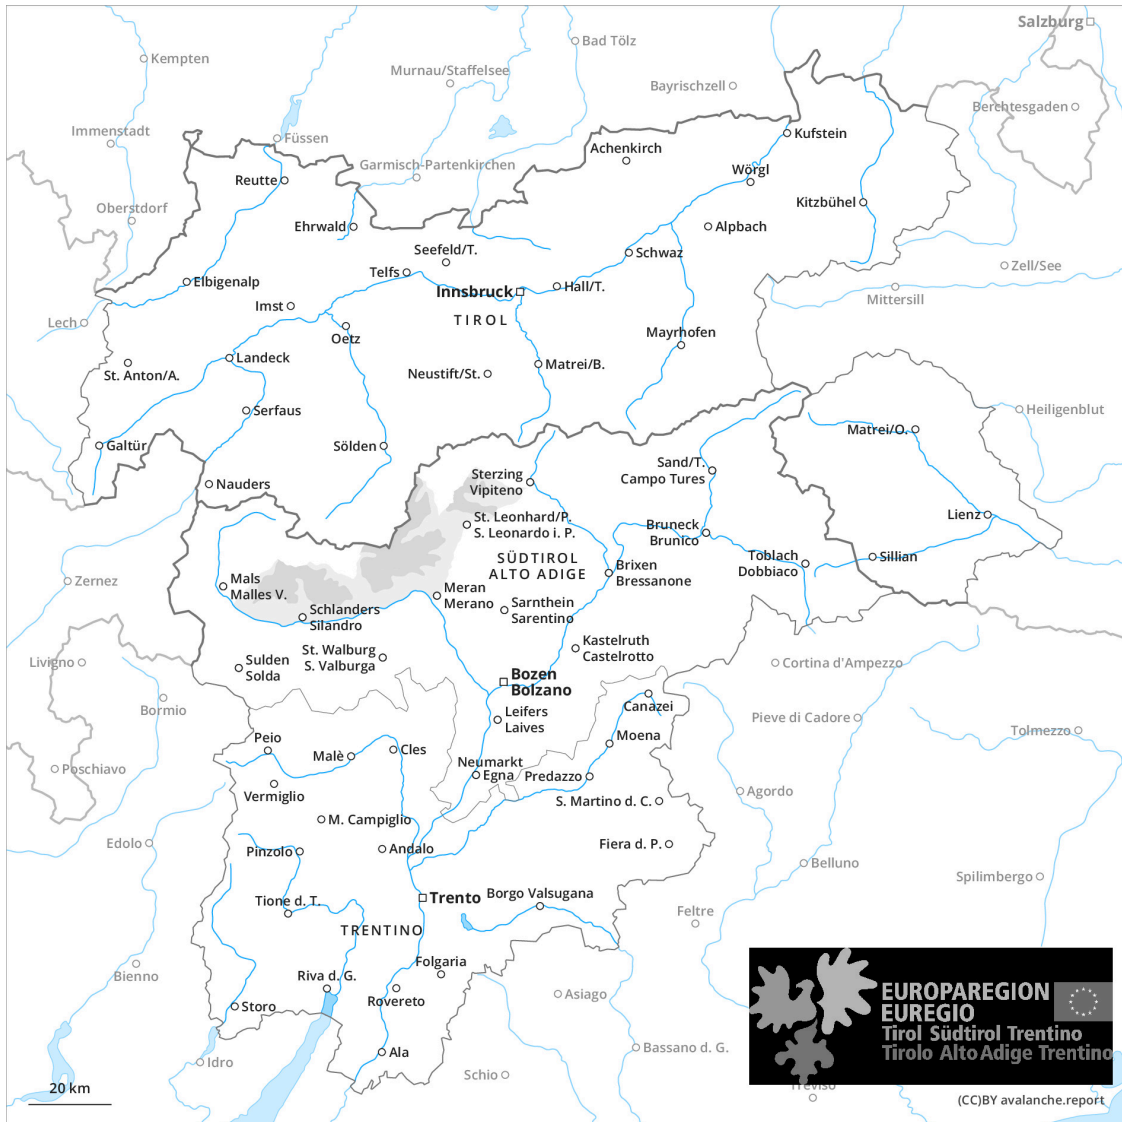 Salzburg
Bad Tölz
Kempten
Murnau/Staffelsee
Bayrischzell
Berchtesgaden
Immenstadt
Füssen
Kufstein
Achenkirch
Garmisch-Partenkirchen
Wörgl
Reutte
Kitzbühel
Oberstdorf
Ehrwald
Alpbach
Seefeld/T.
Schwaz
Zell/See
Telfs
Elbigenalp
Hall/T.
Innsbruck
Mittersill
Imst
Lech
TIROL
Oetz
Mayrhofen
Landeck
Matrei/B.
St. Anton/A.
Neustift/St.
Serfaus
Heiligenblut
Matrei/O.
Galtür
Sölden
Sand/T.
Campo Tures
Sterzing
Vipiteno
Nauders
Lienz
St. Leonhard/P.
S. Leonardo i. P.
Bruneck
Brunico
SÜDTIROL
ALTO ADIGE
Toblach
Dobbiaco
Sillian
Brixen
Bressanone
Zernez
Mals
Malles V.
Meran
Merano
Sarnthein
Sarentino
Schlanders
Silandro
Kastelruth
Castelrotto
St. Walburg
S. Valburga
Livigno
Sulden
Solda
Cortina d'Ampezzo
Bozen
Bolzano
Bormio
Canazei
Leifers
Laives
Pieve di Cadore
Tolmezzo
Peio
Moena
Malè
Cles
Neumarkt
Egna
Predazzo
Poschiavo
Vermiglio
Agordo
S. Martino d. C.
M. Campiglio
Edolo
Pinzolo
Andalo
Fiera d. P.
Belluno
Spilimbergo
Trento
Borgo Valsugana
Tione d. T.
Feltre
TRENTINO
Folgaria
Bienno
Riva d. G.
Rovereto
Asiago
Storo
EUROPAREGION
EUREGIO
Tirol Südtirol Trentino
Tirolo Alto Adige Trentino
Ala
Bassano d. G.
Idro
Schio
Treviso
20 km
(CC)BY avalanche.report